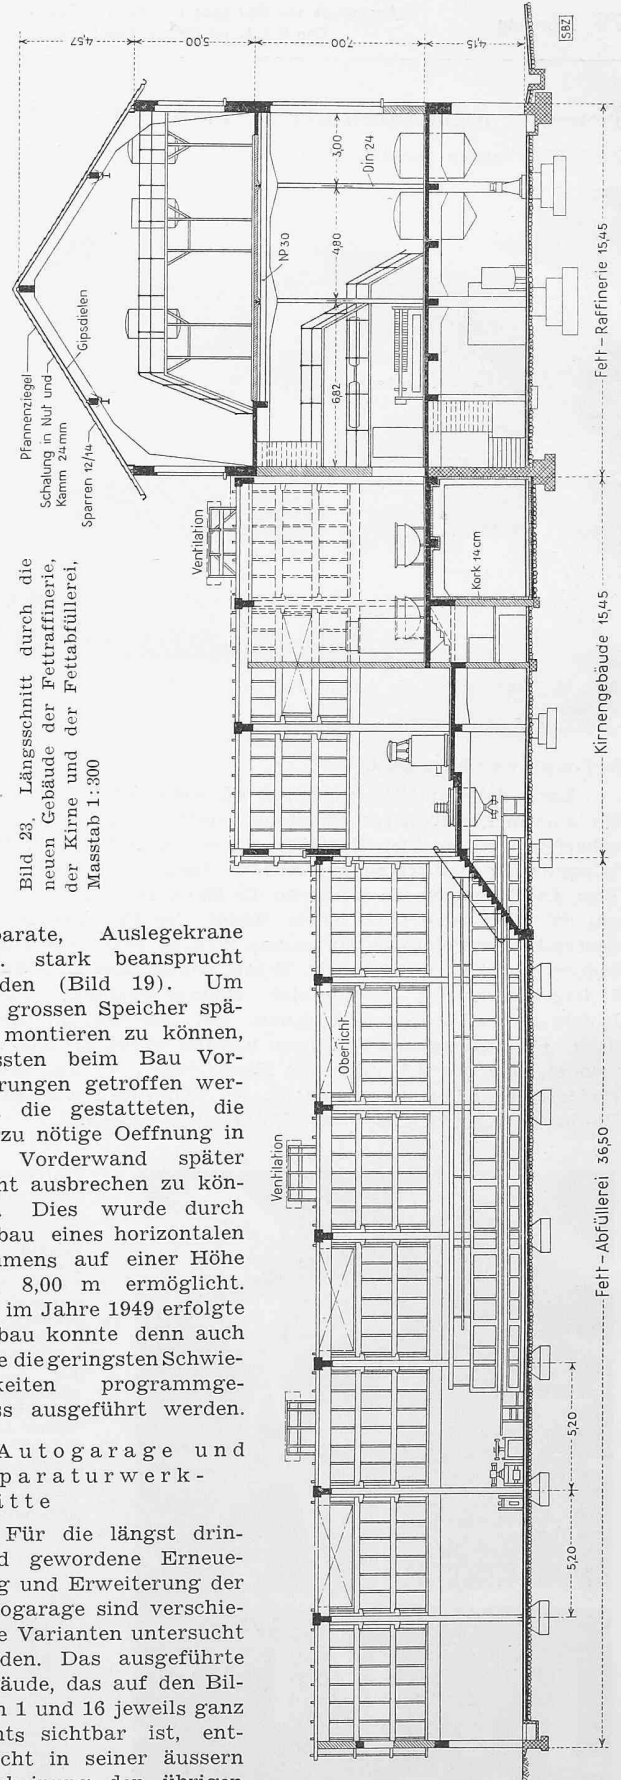 4,57
5,00
7,00
4,15
SBZ
Pfannenziegel
Schalung in Nut und
Kamm 24mm
Sparren 12/14
Gipsdielen
NP 30
3,00
Din 24
4,80
6,82
Ventilation
Kork 14cm
Fett-Raffinerie 15,45
Kirnengebäude 15,45
Fett-Abfüllerei 36,50
Oberlicht
Ventilation
5,20
5,20
Bild 23. Längsschnitt durch die
neuen Gebäude der Fettraffinerie,
der Kirne und der Fettabfüllerei,
Masstab 1:300
parate, Auslegekrane
. stark beansprucht
den (Bild 19). Um
grossen Speicher spä-
montieren zu können,
ssten beim Bau Vor-
rungen getroffen wer-
die gestatteten, die
zu nötige Oeffnung in
Vorderwand später
ht ausbrechen zu kön-
. Dies wurde durch
bau eines horizontalen
mens auf einer Höhe
8,00 m ermöglicht.
im Jahre 1949 erfolgte
bau konnte denn auch
e die geringsten Schwie-
keiten programmge-
ss ausgeführt werden.
Autogarage und
paraturwerk-
itte
Für die längst drin-
d gewordene Erneue-
g und Erweiterung der
ogarage sind verschie-
e Varianten untersucht
den. Das ausgeführte
äude, das auf den Bil-
n 1 und 16 jeweils ganz
nts sichtbar ist, ent-
icht in seiner äussern